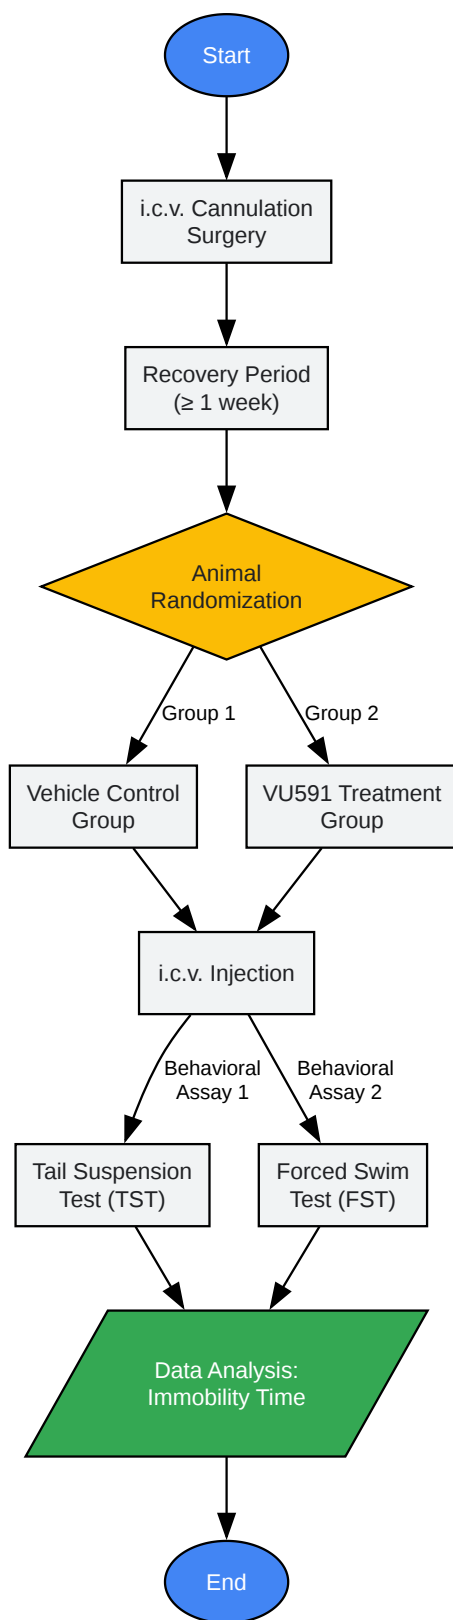 Start
i.c.v. Cannulation
Surgery
Recovery Period
(≥ 1 week)
Animal
Randomization
Group 1
Group 2
Vehicle Control
Group
VU591 Treatment
Group
i.c.v. Injection
Behavioral
Assay 1
Behavioral
Assay 2
Tail Suspension
Test (TST)
Forced Swim
Test (FST)
Data Analysis:
Immobility Time
End